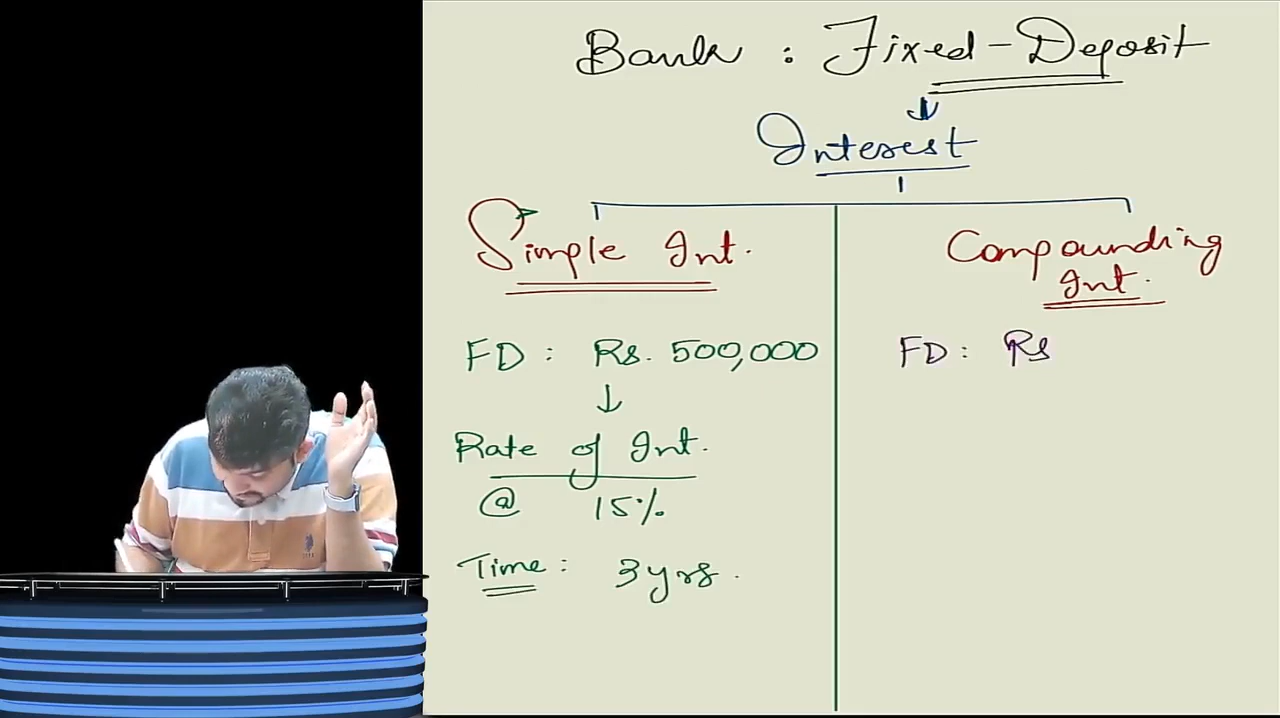 Bank : Fixed-Deposit
Interest
Simple Int.
FD : Rs. 500,000
Rate of Int.
@ 15%
Time : 3yrs.
Compounding
Int.
FD : Rs